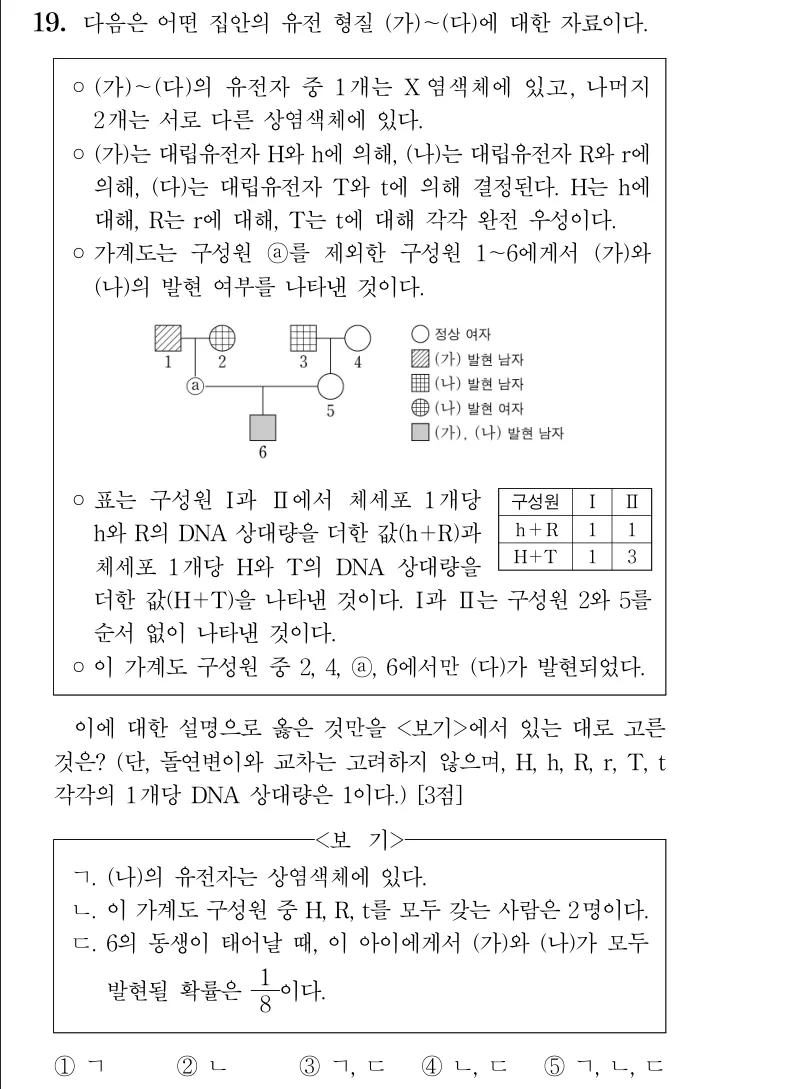 19. 다음은 어떤 집안의 유전 형질 (가)~(다)에 대한 자료이다.
○ (가)~(다)의 유전자 중 1개는 X 염색체에 있고, 나머지
2개는 서로 다른 상염색체에 있다.
○ (가)는 대립유전자 H와 h에 의해, (나)는 대립유전자 R와 r에
의해, (다)는 대립유전자 T와 t에 의해 결정된다. H는 h에
대해, R는 r에 대해, T는 t에 대해 각각 완전 우성이다.
○ 가계도는 구성원 ⓐ를 제외한 구성원 1~6에게서 (가)와
(나)의 발현 여부를 나타낸 것이다.
1 2 3 4
ⓐ 5
6
정상 여자
(가) 발현 남자
(나) 발현 남자
(나) 발현 여자
(가), (나) 발현 남자
○ 표는 구성원 Ⅰ과 Ⅱ에서 체세포 1개당
h와 R의 DNA 상대량을 더한 값(h+R)과
체세포 1개당 H와 T의 DNA 상대량을
더한 값(H+T)을 나타낸 것이다. Ⅰ과 Ⅱ는 구성원 2와 5를
순서 없이 나타낸 것이다.
구성원 Ⅰ Ⅱ
h+R 1 1
H+T 1 3
○ 이 가계도 구성원 중 2, 4, ⓐ, 6에서만 (다)가 발현되었다.
이에 대한 설명으로 옳은 것만을 <보기>에서 있는 대로 고른
것은? (단, 돌연변이와 교차는 고려하지 않으며, H, h, R, r, T, t
각각의 1개당 DNA 상대량은 1이다.) [3점]
<보 기>
ㄱ. (나)의 유전자는 상염색체에 있다.
ㄴ. 이 가계도 구성원 중 H, R, t를 모두 갖는 사람은 2명이다.
ㄷ. 6의 동생이 태어날 때, 이 아이에게서 (가)와 (나)가 모두
발현될 확률은 1/8이다.
① ㄱ ② ㄴ ③ ㄱ, ㄷ ④ ㄴ, ㄷ ⑤ ㄱ, ㄴ, ㄷ